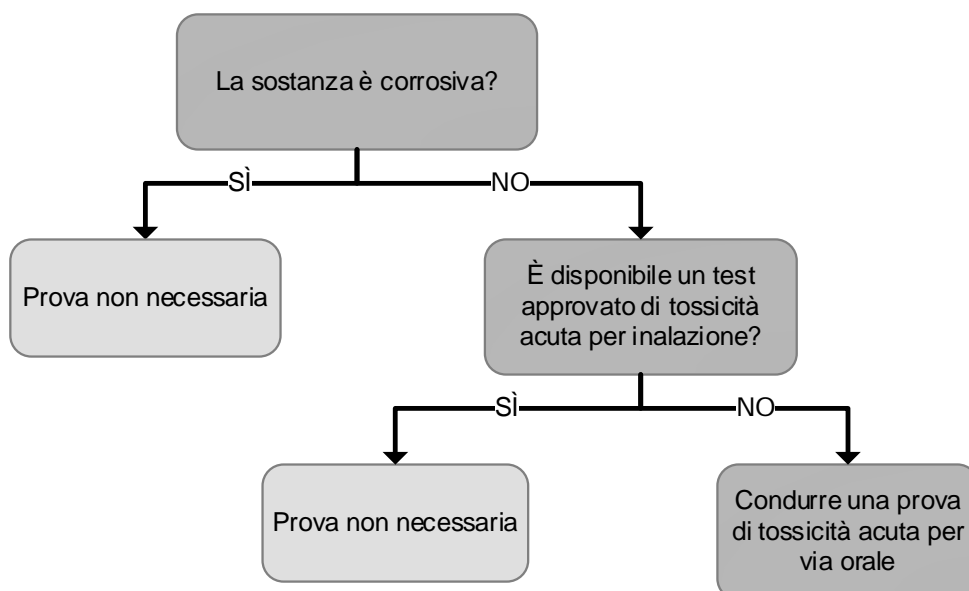 La sostanza è corrosiva?
SÌ
NO
Prova non necessaria
È disponibile un test
approvato di tossicità
acuta per inalazione?
SÌ
NO
Prova non necessaria
Condurre una prova
di tossicità acuta per
via orale